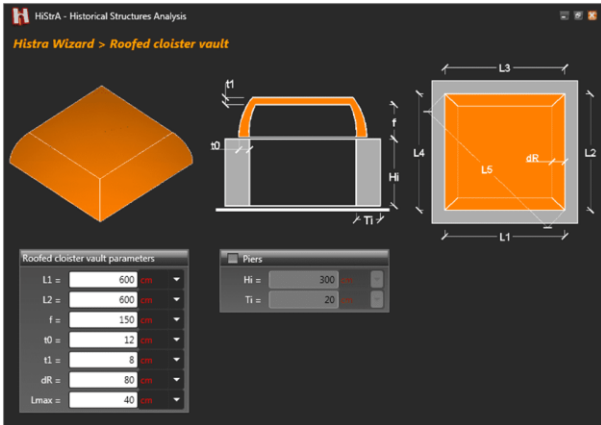 HiStrA - Historical Structures Analysis
Histra Wizard > Roofed cloister vault
t1
f
t0
Hi
Ti
L3
L4
L5
dR
L2
L1
Roofed cloister vault parameters
L1 = 600 cm
L2 = 600 cm
f = 150 cm
t0 = 12 cm
t1 = 8 cm
dR = 80 cm
Lmax = 40 cm
Piers
Hi = 300 cm
Ti = 20 cm